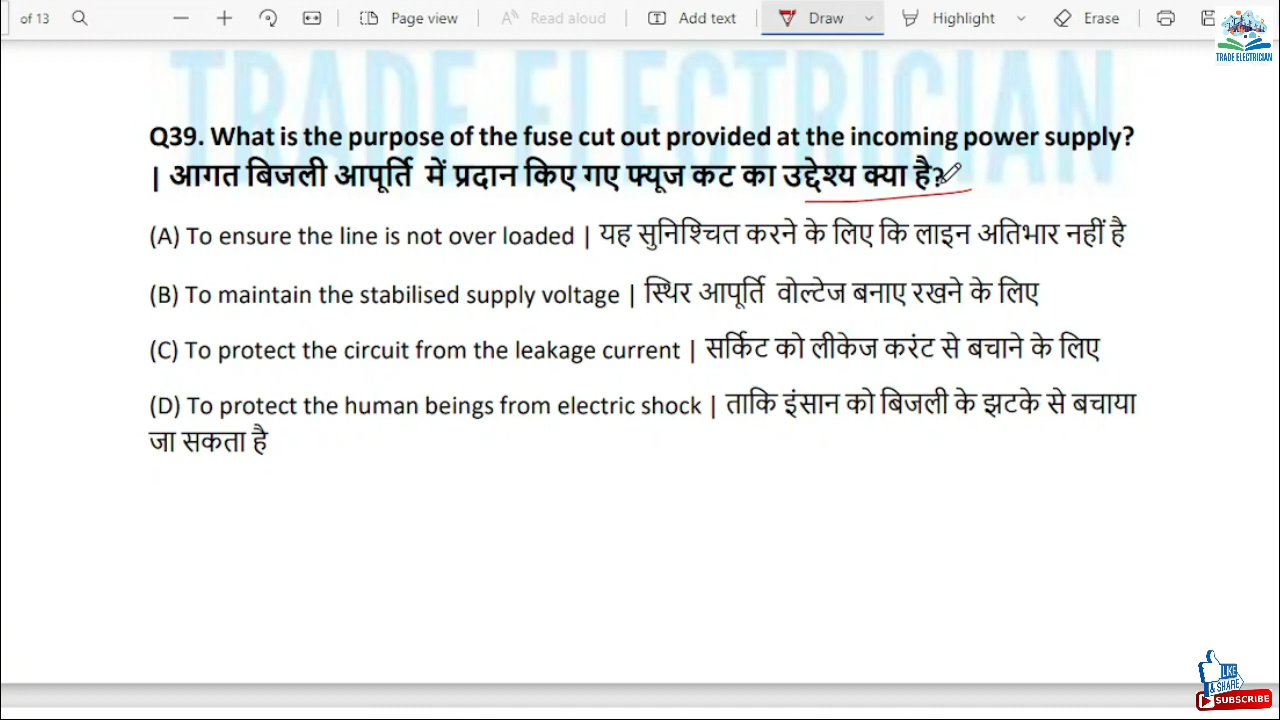 of 13
Page view
Read aloud
Add text
Draw
Highlight
Erase
TRADE ELECTRICIAN
TRADE ELECTRICIAN
Q39. What is the purpose of the fuse cut out provided at the incoming power supply?
| आगत बिजली आपूर्ति में प्रदान किए गए फ्यूज कट का उद्देश्य क्या है?
(A) To ensure the line is not over loaded | यह सुनिश्चित करने के लिए कि लाइन अतिभार नहीं है
(B) To maintain the stabilised supply voltage | स्थिर आपूर्ति वोल्टेज बनाए रखने के लिए
(C) To protect the circuit from the leakage current | सर्किट को लीकेज करंट से बचाने के लिए
(D) To protect the human beings from electric shock | ताकि इंसान को बिजली के झटके से बचाया
जा सकता है
LIKE
& SHARE
SUBSCRIBE